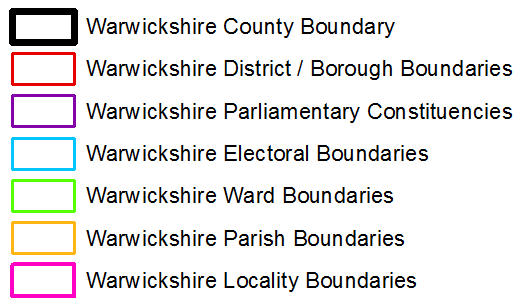 Warwickshire County Boundary
Warwickshire District / Borough Boundaries
Warwickshire Parliamentary Constituencies
Warwickshire Electoral Boundaries
Warwickshire Ward Boundaries
Warwickshire Parish Boundaries
Warwickshire Locality Boundaries